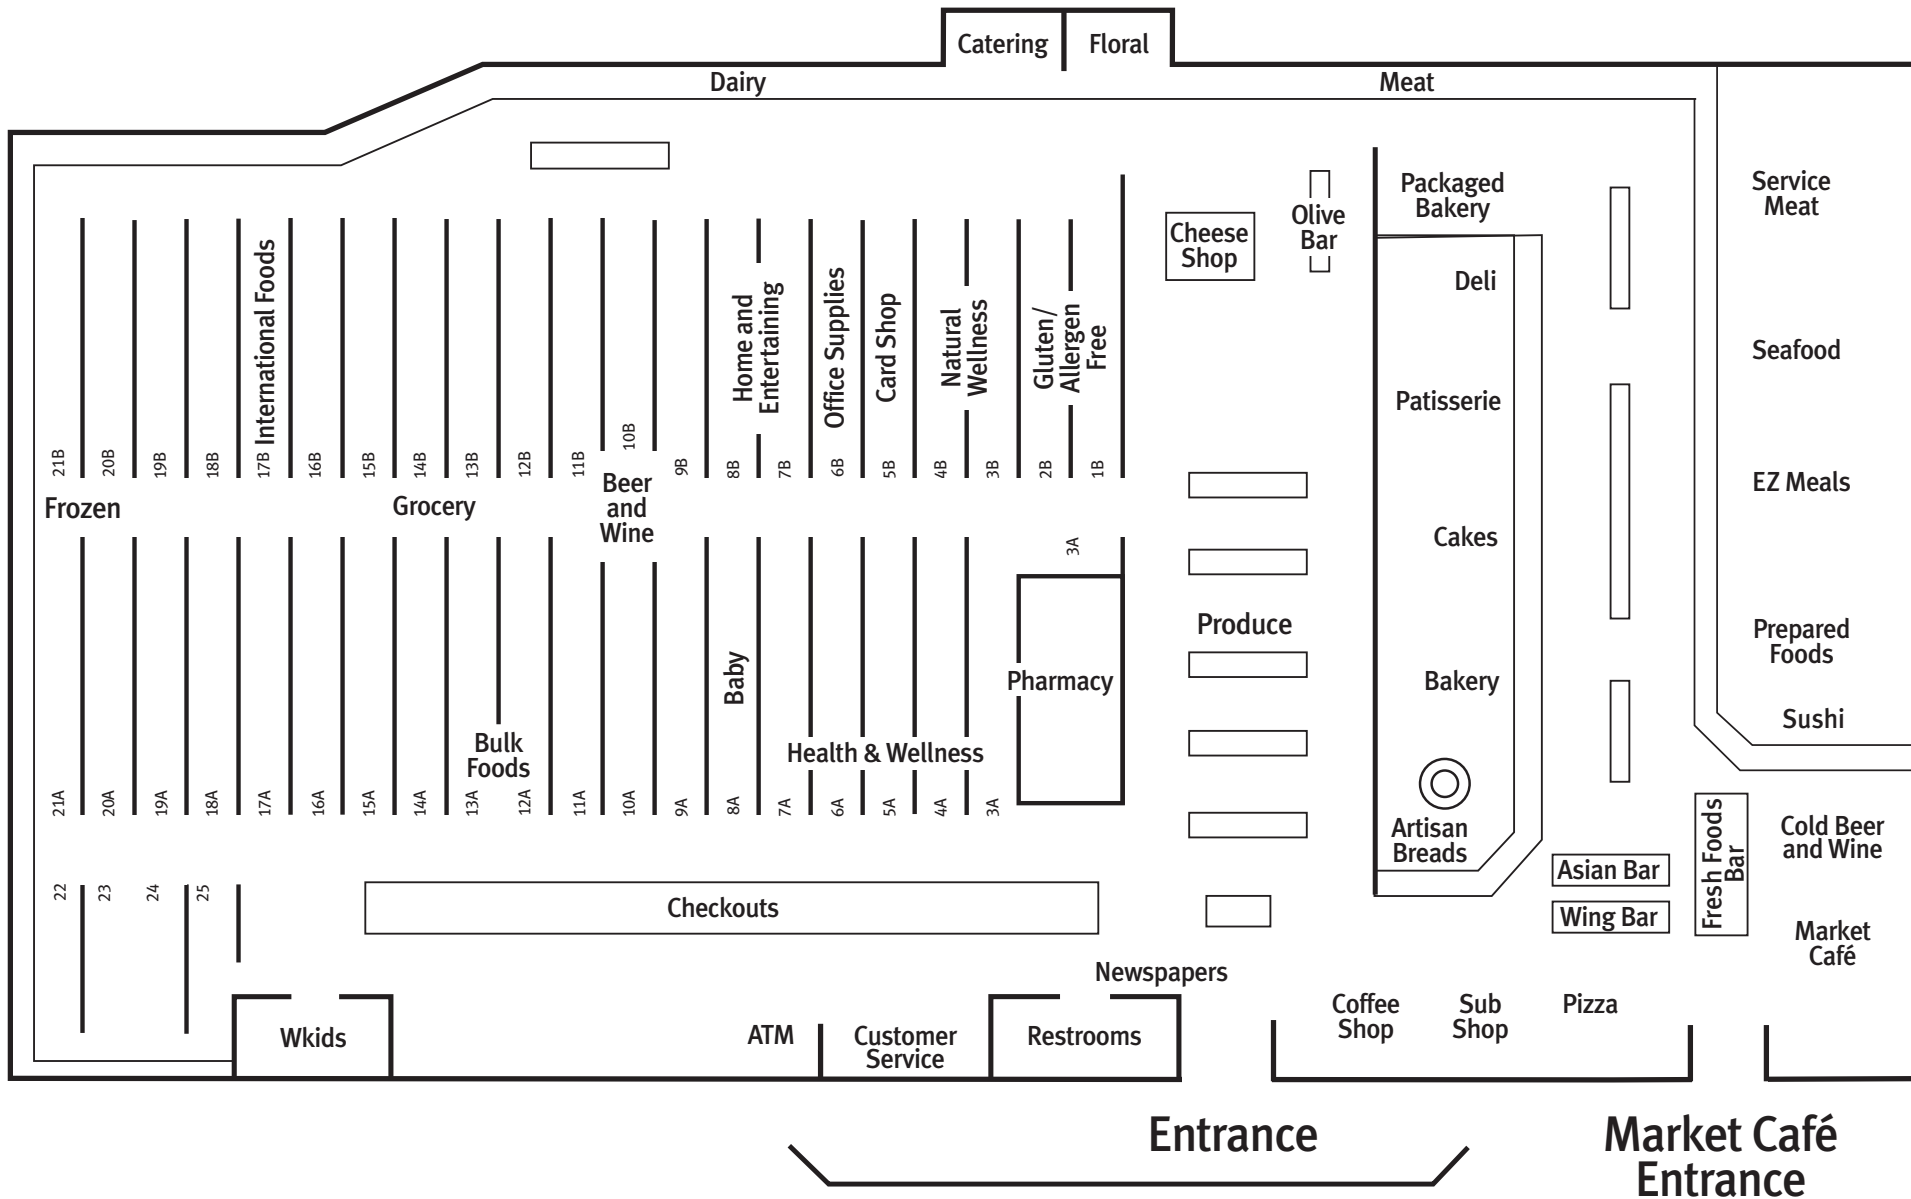 Catering
Floral
Dairy
Meat
Packaged
Bakery
Service
Meat
Olive
Bar
Cheese
Shop
Deli
International Foods
Home and
Entertaining
Office Supplies
Card Shop
Natural
Wellness
Gluten/
Allergen
Free
Seafood
Patisserie
21B
20B
19B
18B
17B
16B
15B
14B
13B
12B
11B
10B
9B
8B
7B
6B
5B
4B
3B
2B
1B
EZ Meals
Frozen
Grocery
Beer
and
Wine
Cakes
3A
Produce
Prepared
Foods
Baby
Pharmacy
Bakery
Sushi
Bulk
Foods
Health & Wellness
21A
20A
19A
18A
17A
16A
15A
14A
13A
12A
11A
10A
9A
8A
7A
6A
5A
4A
3A
Artisan
Breads
Fresh Foods
Bar
Cold Beer
and Wine
Asian Bar
Wing Bar
22
23
24
25
Checkouts
Market
Café
Newspapers
Coffee
Shop
Sub
Shop
Pizza
Wkids
ATM
Customer
Service
Restrooms
Entrance
Market Café
Entrance